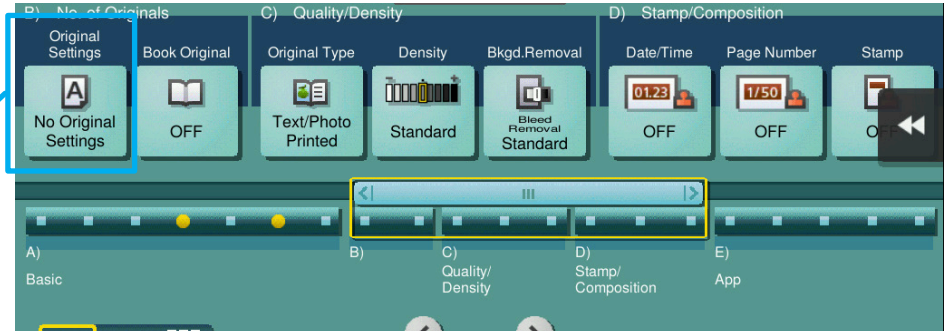 B) No. of Originals
C) Quality/Density
D) Stamp/Composition
Original
Settings
Book Original
Original Type
Density
Bkgd.Removal
Date/Time
Page Number
Stamp
A
01.23
1/50
No Original
Settings
OFF
Text/Photo
Printed
Standard
Bleed
Removal
Standard
OFF
OFF
A)
Basic
B)
C)
Quality/
Density
D)
Stamp/
Composition
E)
App